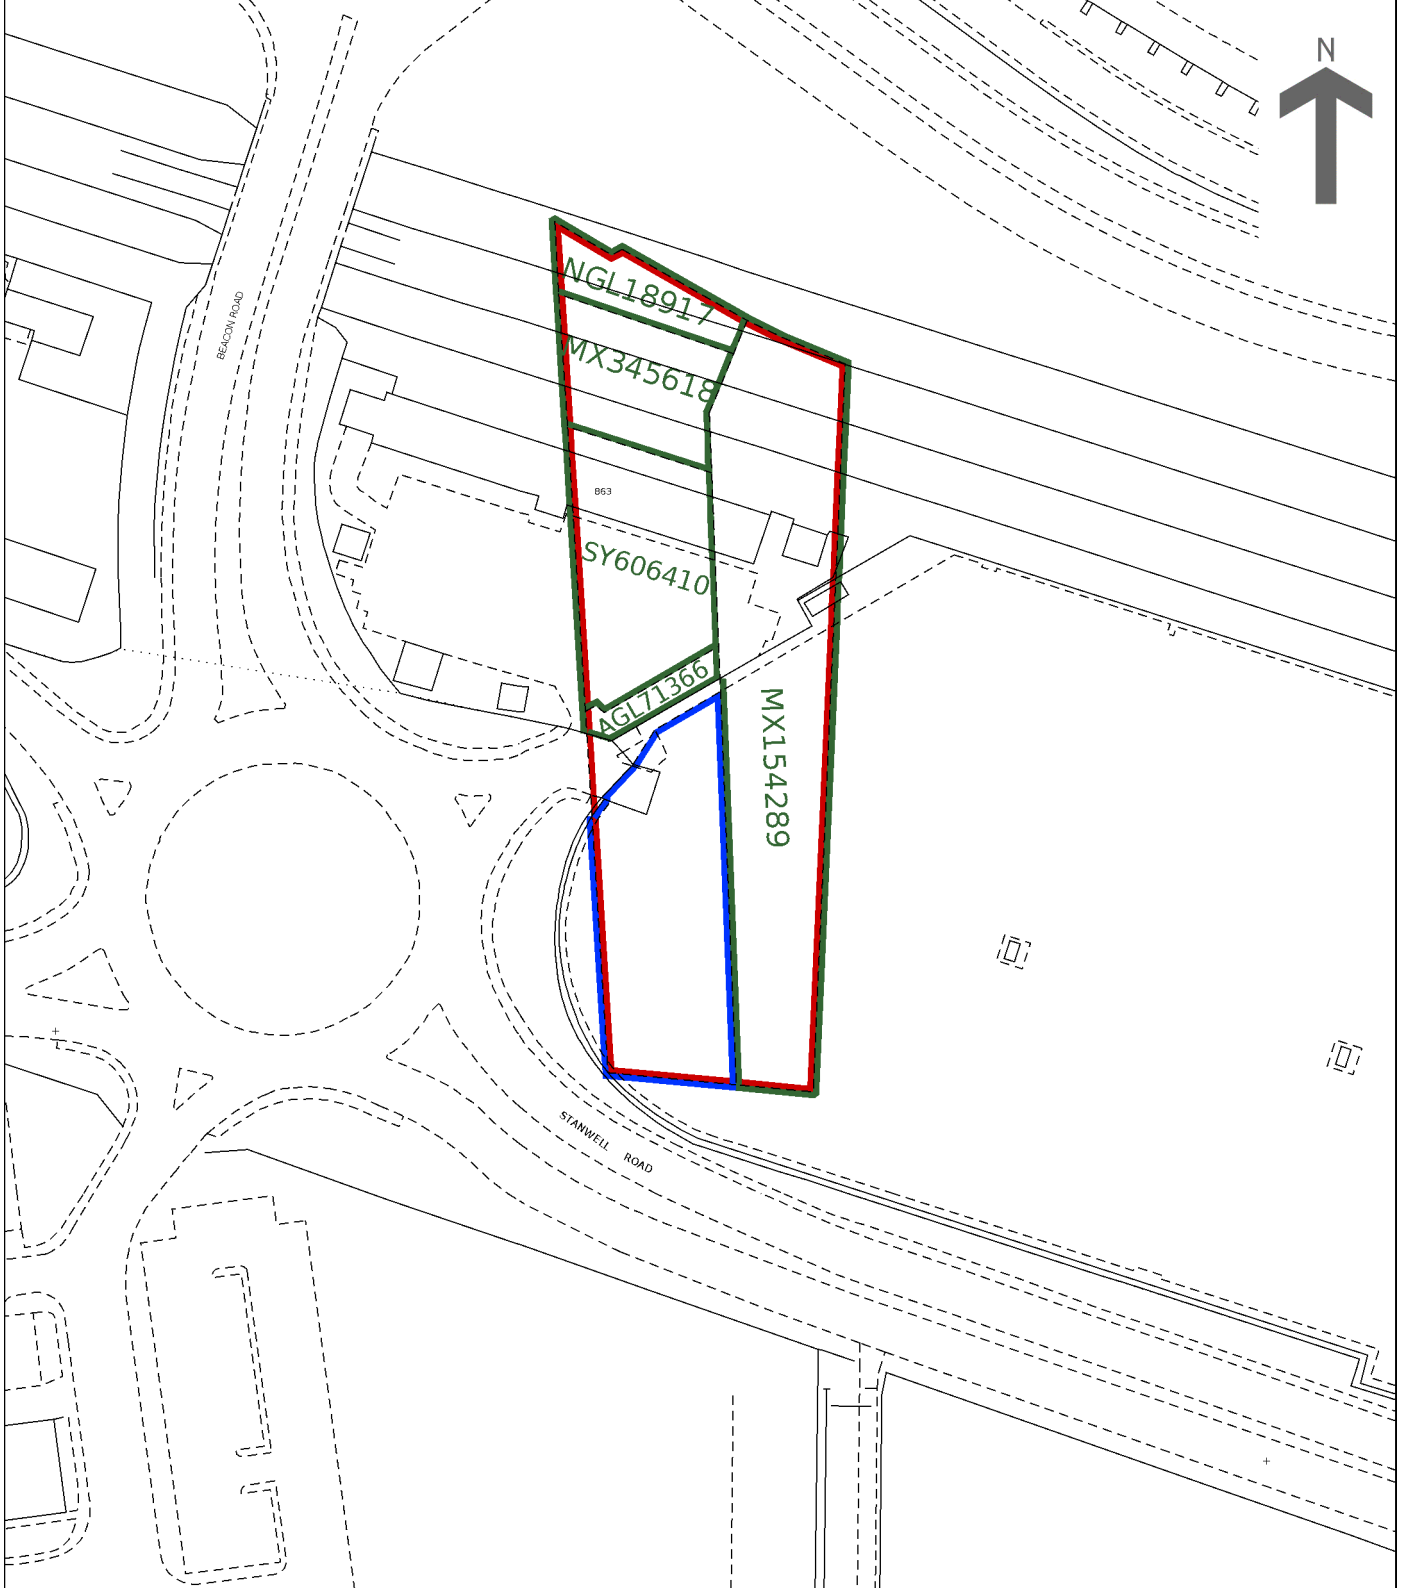 N
NGL18917
BEACON ROAD
MX345618
863
SY606410
AGL71366
MX154289
STANWELL ROAD